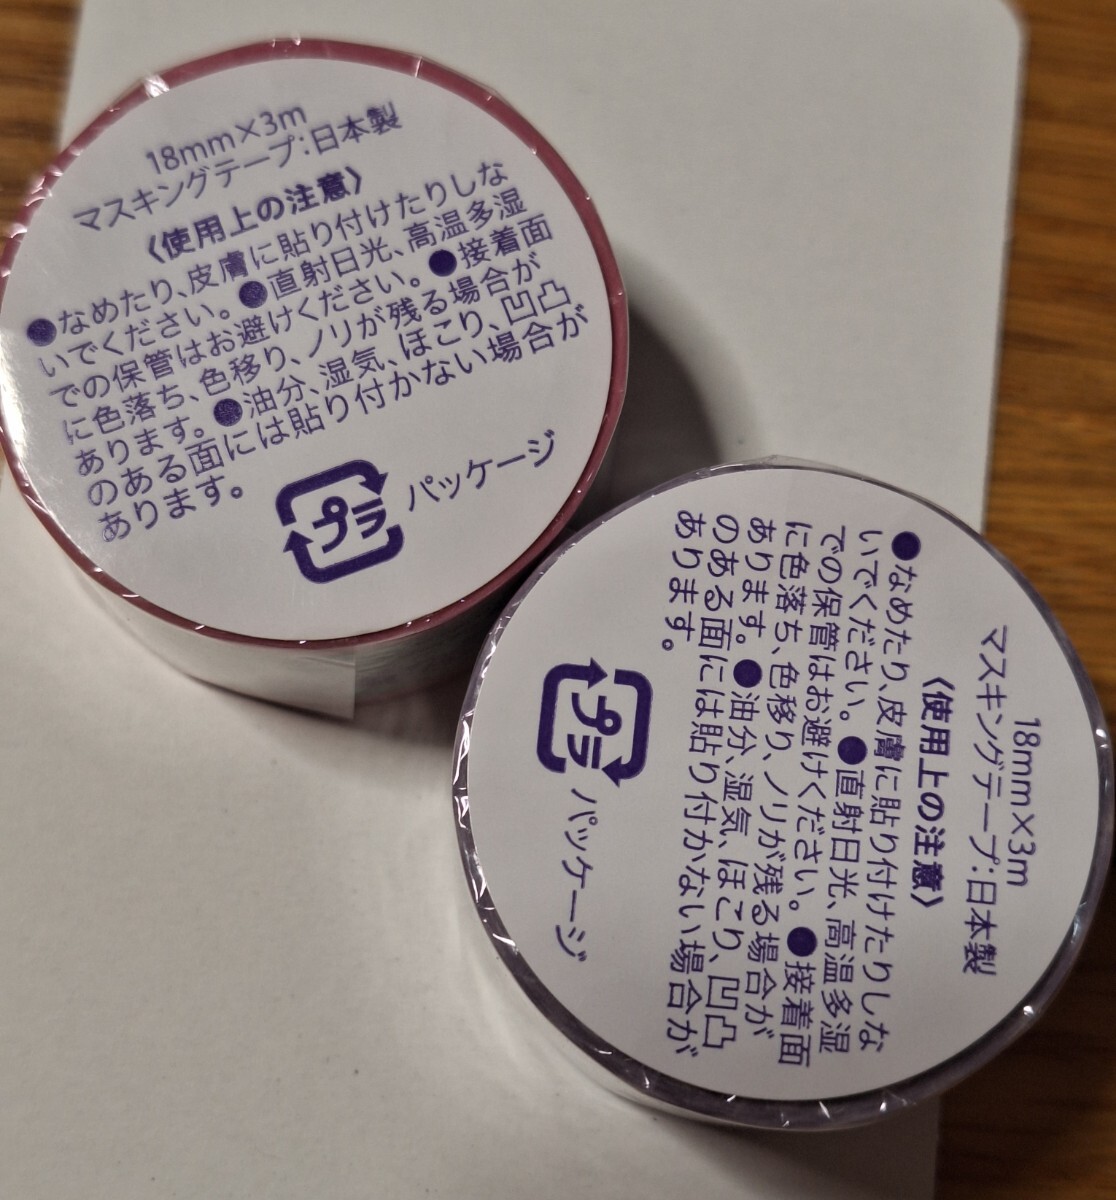 18mm×3m
マスキングテープ:日本製
〈使用上の注意〉
●なめたり、皮膚に貼り付けたりしな
いでください。●直射日光、高温多湿
での保管はお避けください。●接着面
に色落ち、色移り、ノリが残る場合が
あります。●油分、湿気、ほこり、凹凸
のある面には貼り付かない場合が
あります。
プラ
パッケージ
18mm×3m
マスキングテープ:日本製
〈使用上の注意〉
●なめたり、皮膚に貼り付けたりしな
いでください。●直射日光、高温多湿
での保管はお避けください。●接着面
に色落ち、色移り、ノリが残る場合が
あります。●油分、湿気、ほこり、凹凸
のある面には貼り付かない場合が
あります。
プラ
パッケージ